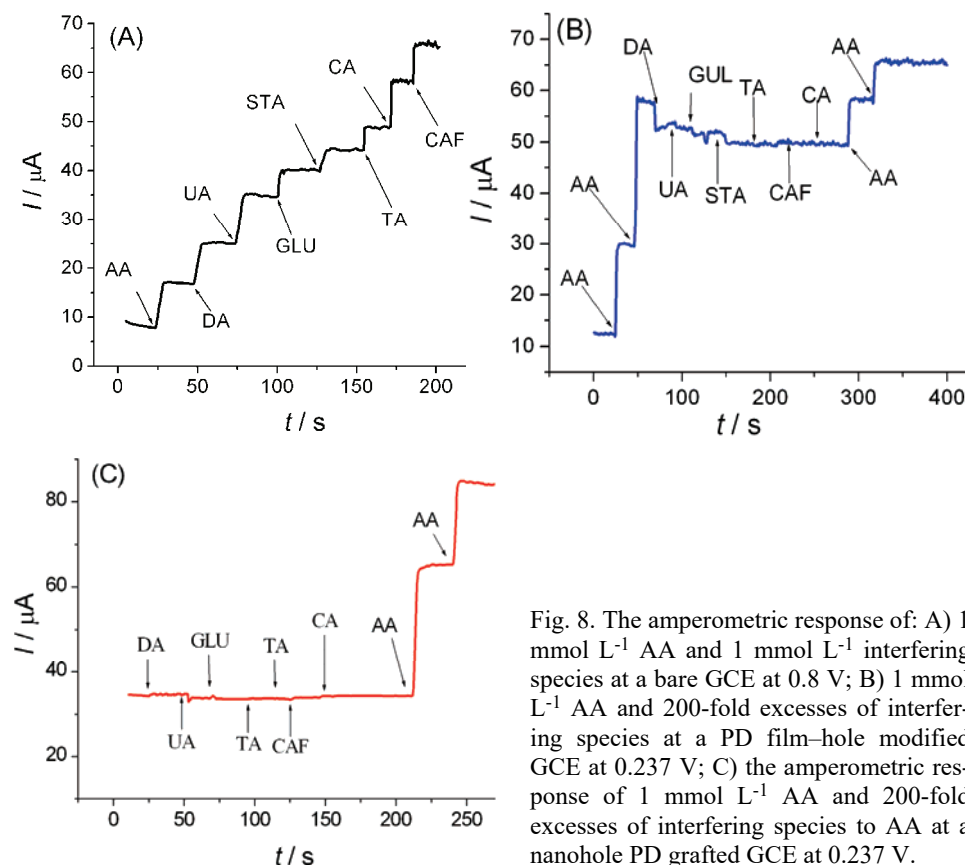 (A)
70
60
50
40
30
20
10
0
I / μA
AA
DA
UA
GLU
STA
TA
CA
CAF
0 50 100 150 200
t / s
(B)
70
50
30
10
I / μA
AA
AA
DA
UA
GUL
STA
TA
CAF
CA
AA
AA
0 100 200 300 400
t / s
(C)
80
60
40
20
I / μA
DA
UA
GLU
TA
TA
CAF
CA
AA
AA
0 50 100 150 200 250
t / s
Fig. 8. The amperometric response of: A) 1
mmol L⁻¹ AA and 1 mmol L⁻¹ interfering
species at a bare GCE at 0.8 V; B) 1 mmol
L⁻¹ AA and 200-fold excesses of interfer-
ing species at a PD film–hole modified
GCE at 0.237 V; C) the amperometric res-
ponse of 1 mmol L⁻¹ AA and 200-fold
excesses of interfering species to AA at a
nanohole PD grafted GCE at 0.237 V.